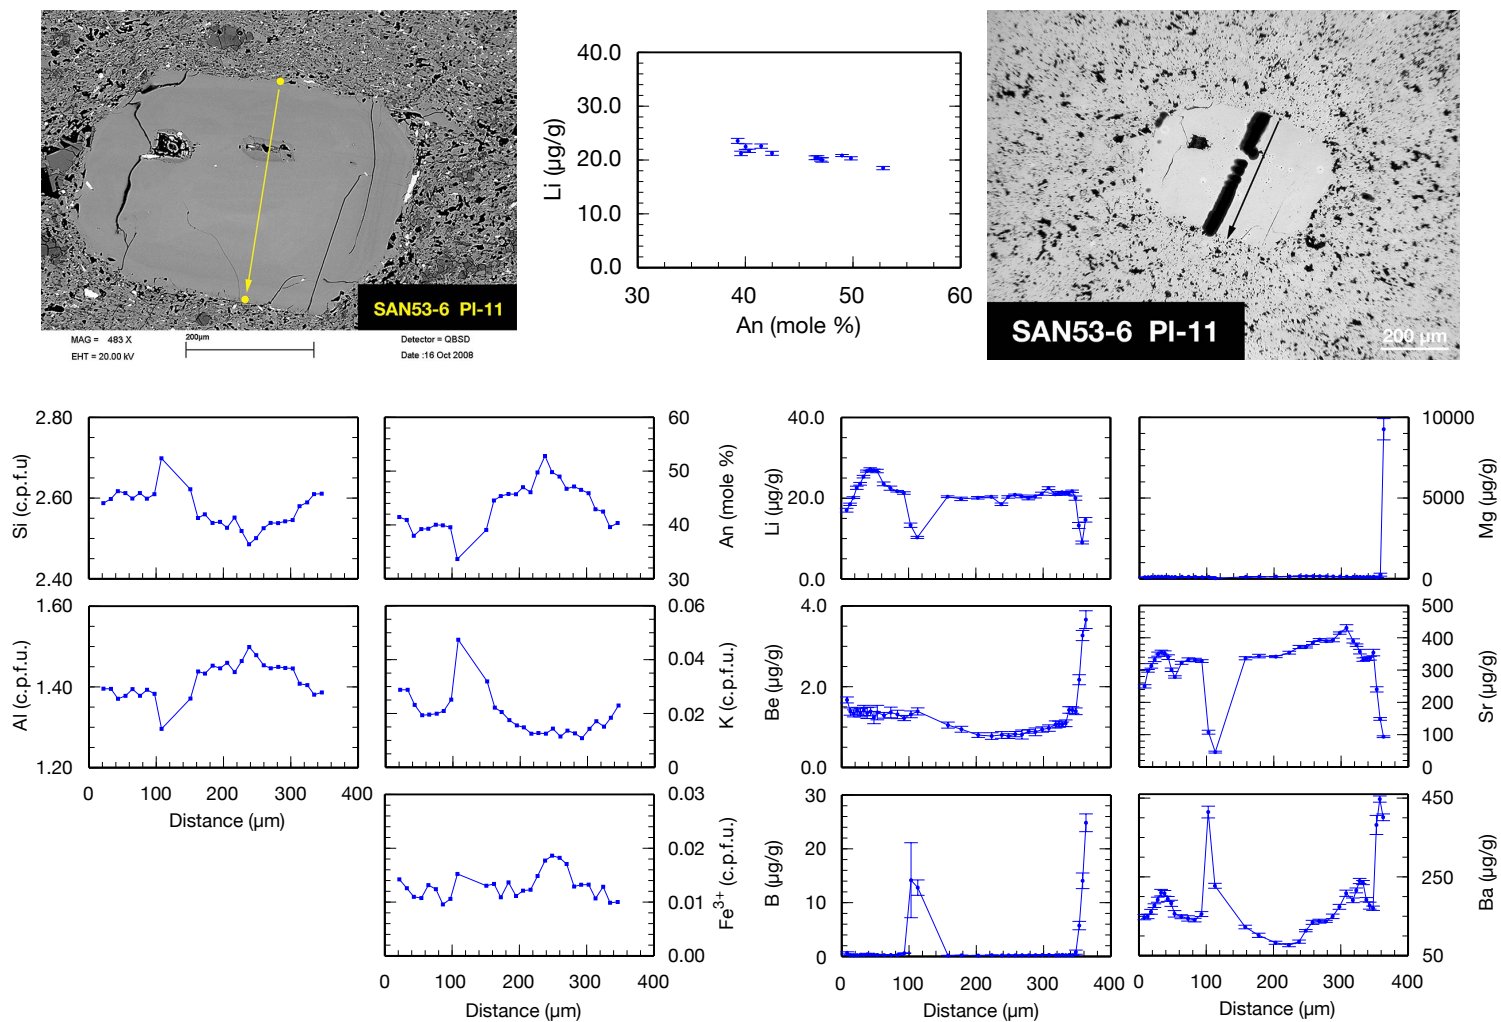 SAN53-6 Pl-11
MAG = 483 X
200µm
Detector = QBSD
EHT = 20.00 kV
Date :16 Oct 2008
40.0
30.0
20.0
10.0
0.0
Li (µg/g)
30 40 50 60
An (mole %)
SAN53-6 Pl-11
200 µm
2.80
2.60
2.40
Si (c.p.f.u)
60
50
40
30
An (mole %)
40.0
20.0
0.0
Li (µg/g)
10000
5000
0
Mg (µg/g)
1.60
1.40
1.20
Al (c.p.f.u.)
0 100 200 300 400
Distance (µm)
0.06
0.04
0.02
0
K (c.p.f.u.)
4.0
2.0
0.0
Be (µg/g)
500
400
300
200
100
0
Sr (µg/g)
0.03
0.02
0.01
0.00
Fe3+ (c.p.f.u.)
0 100 200 300 400
Distance (µm)
30
20
10
0
B (µg/g)
0 100 200 300 400
Distance (µm)
450
250
50
Ba (µg/g)
0 100 200 300 400
Distance (µm)